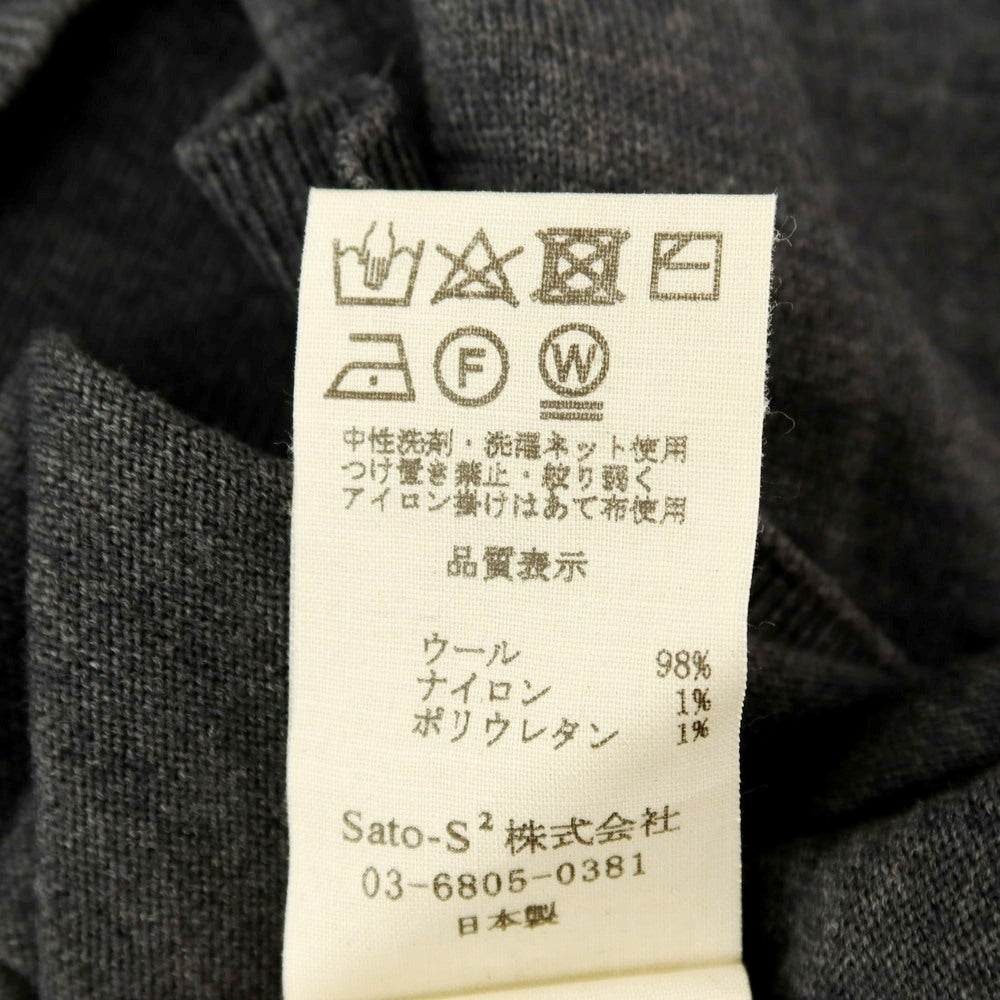 F W
中性洗剤・洗濯ネット使用
つけ置き禁止・絞り弱く
アイロン掛けはあて布使用
品質表示
ウール 98%
ナイロン 1%
ポリウレタン 1%
Sato-S²株式会社
03-6805-0381
日本製